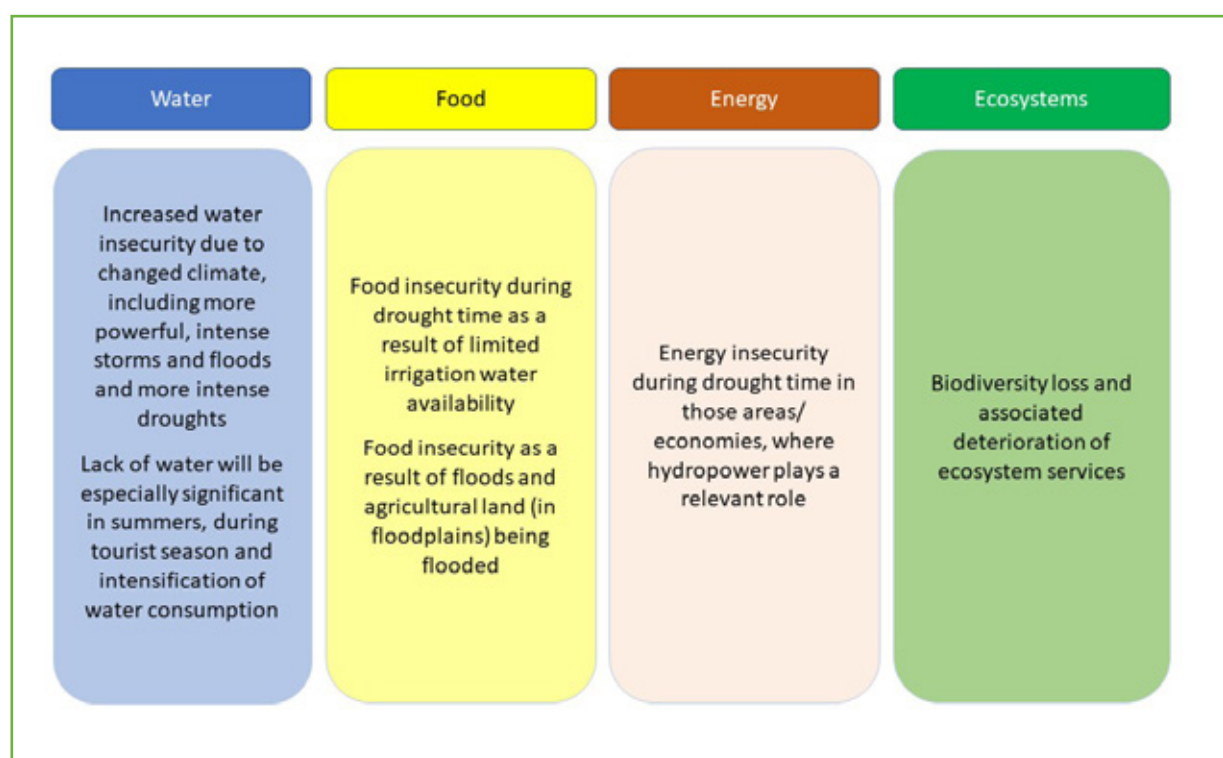 Water
Increased water
insecurity due to
changed climate,
including more
powerful, intense
storms and floods
and more intense
droughts
Lack of water will be
especially significant
in summers, during
tourist season and
intensification of
water consumption
Food
Food insecurity during
drought time as a
result of limited
irrigation water
availability
Food insecurity as a
result of floods and
agricultural land (in
floodplains) being
flooded
Energy
Energy insecurity
during drought time in
those areas/
economies, where
hydropower plays a
relevant role
Ecosystems
Biodiversity loss and
associated
deterioration of
ecosystem services